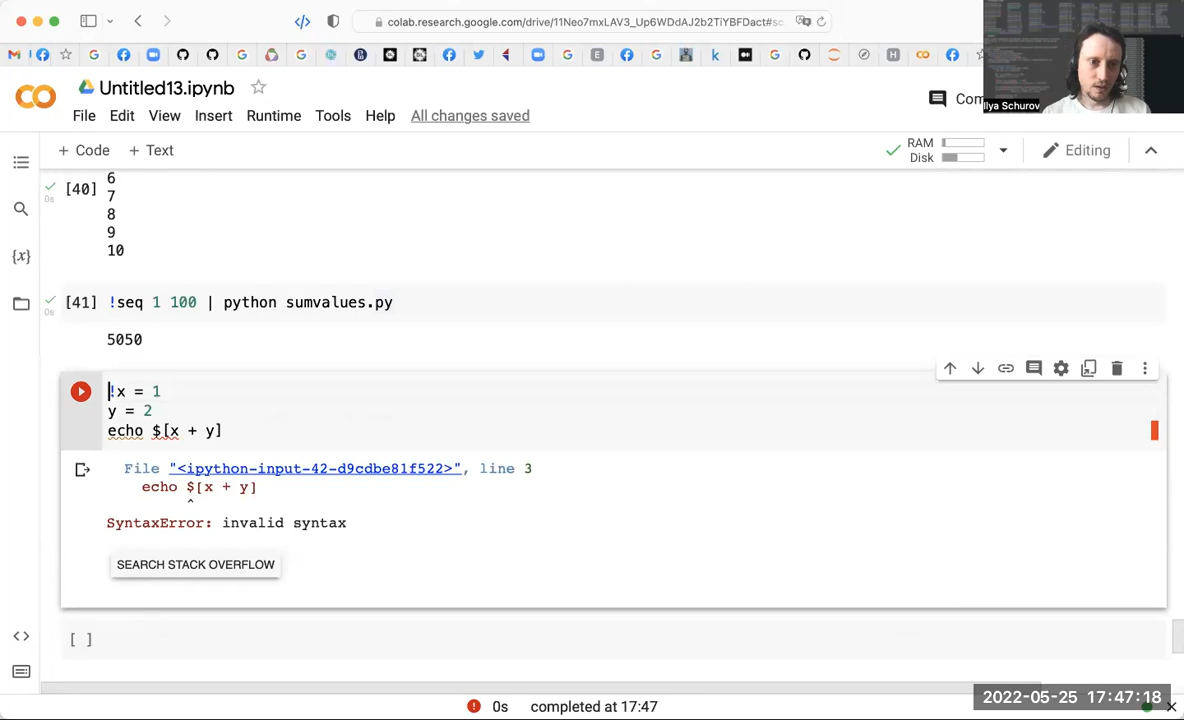 colab.research.google.com/drive/11Neo7mxLAV3_Up6WDdAJ2b2TiYBFDact#sc
Ilya Schurov
Untitled13.ipynb
File Edit View Insert Runtime Tools Help All changes saved
Com
+ Code + Text
RAM
Disk
Editing
[40]
0s
6
7
8
9
10
[41] !seq 1 100 | python sumvalues.py
0s
5050
!x = 1
y = 2
echo $[x + y]
File "<ipython-input-42-d9cdbe81f522>", line 3
echo $[x + y]
^
SyntaxError: invalid syntax
SEARCH STACK OVERFLOW
[ ]
{x}
0s completed at 17:47
2022-05-25 17:47:18